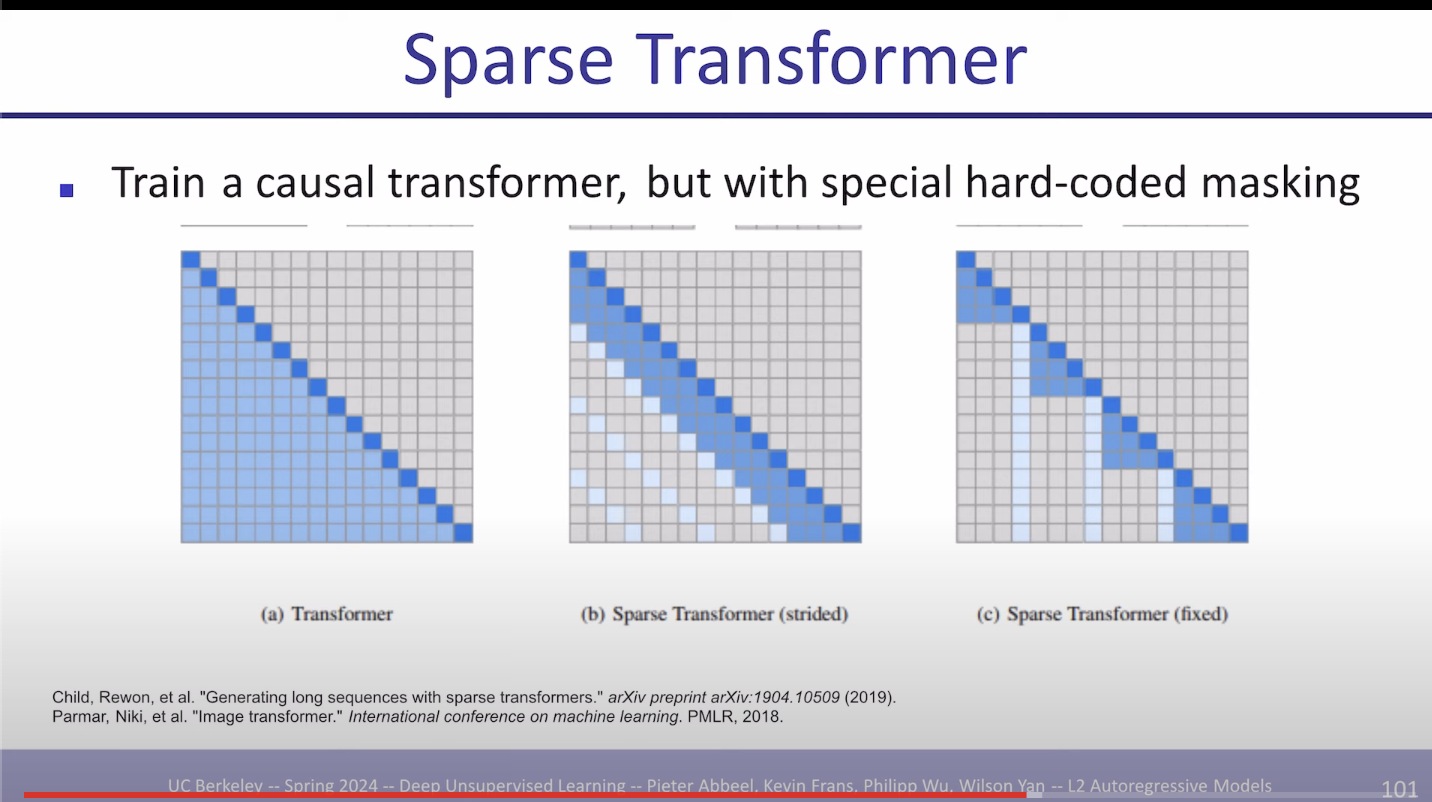 Sparse Transformer
Train a causal transformer, but with special hard-coded masking
(a) Transformer
(b) Sparse Transformer (strided)
(c) Sparse Transformer (fixed)
Child, Rewon, et al. "Generating long sequences with sparse transformers." arXiv preprint arXiv:1904.10509 (2019).
Parmar, Niki, et al. "Image transformer." International conference on machine learning. PMLR, 2018.
UC Berkeley -- Spring 2024 -- Deep Unsupervised Learning -- Pieter Abbeel, Kevin Frans, Philipp Wu, Wilson Yan -- L2 Autoregressive Models
101